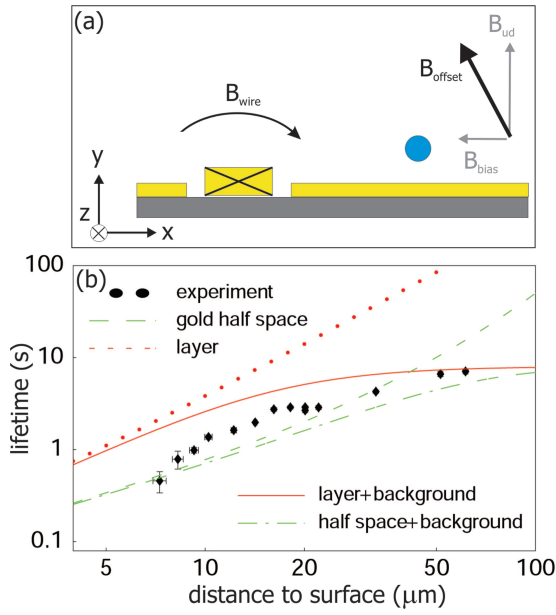 (a)
B_ud
B_offset
B_wire
B_bias
y
z
x
(b)
100
10
1
0.1
lifetime (s)
experiment
gold half space
layer
layer+background
half space+background
5
10
20
50
100
distance to surface (μm)